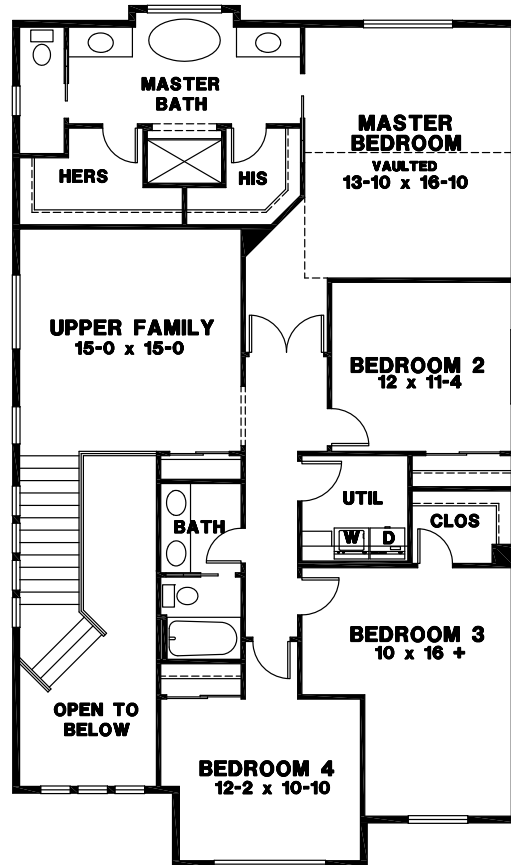 MASTER
BATH
MASTER
BEDROOM
VAULTED
13-10 x 16-10
HERS
HIS
UPPER FAMILY
15-0 x 15-0
BEDROOM 2
12 x 11-4
UTIL
W D
CLOS
BATH
BEDROOM 3
10 x 16 +
OPEN TO
BELOW
BEDROOM 4
12-2 x 10-10